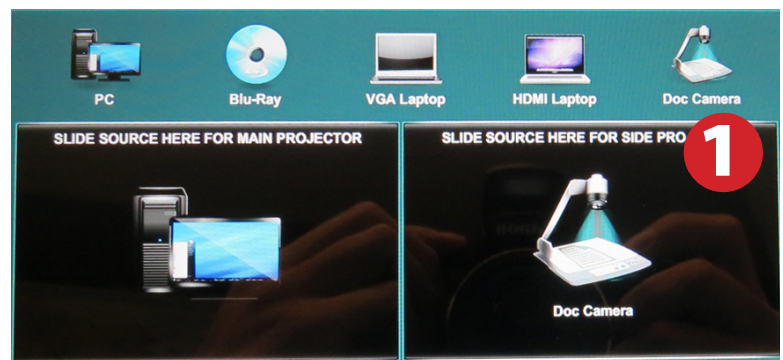 PC
Blu-Ray
VGA Laptop
HDMI Laptop
Doc Camera
SLIDE SOURCE HERE FOR MAIN PROJECTOR
SLIDE SOURCE HERE FOR SIDE
1
Doc Camera